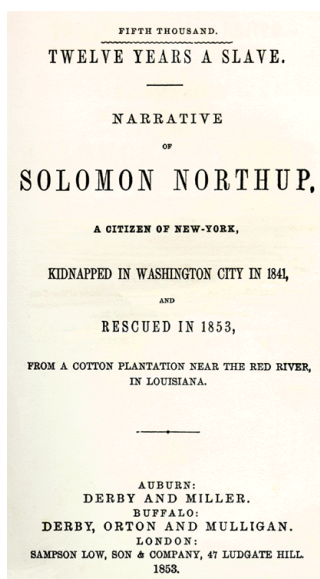 FIFTH THOUSAND.
TWELVE YEARS A SLAVE.
NARRATIVE
OF
SOLOMON NORTHUP,
A CITIZEN OF NEW-YORK,
KIDNAPPED IN WASHINGTON CITY IN 1841,
AND
RESCUED IN 1853,
FROM A COTTON PLANTATION NEAR THE RED RIVER,
IN LOUISIANA.
AUBURN:
DERBY AND MILLER.
BUFFALO:
DERBY, ORTON AND MULLIGAN.
LONDON:
SAMPSON LOW, SON & COMPANY, 47 LUDGATE HILL.
1853.